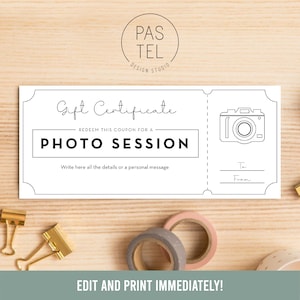 PAS
TEL
DESIGN STUDIO
Gift Certificate
REDEEM THIS COUPON FOR A
PHOTO SESSION
Write here all the details or a personal message
To
From
EDIT AND PRINT IMMEDIATELY!